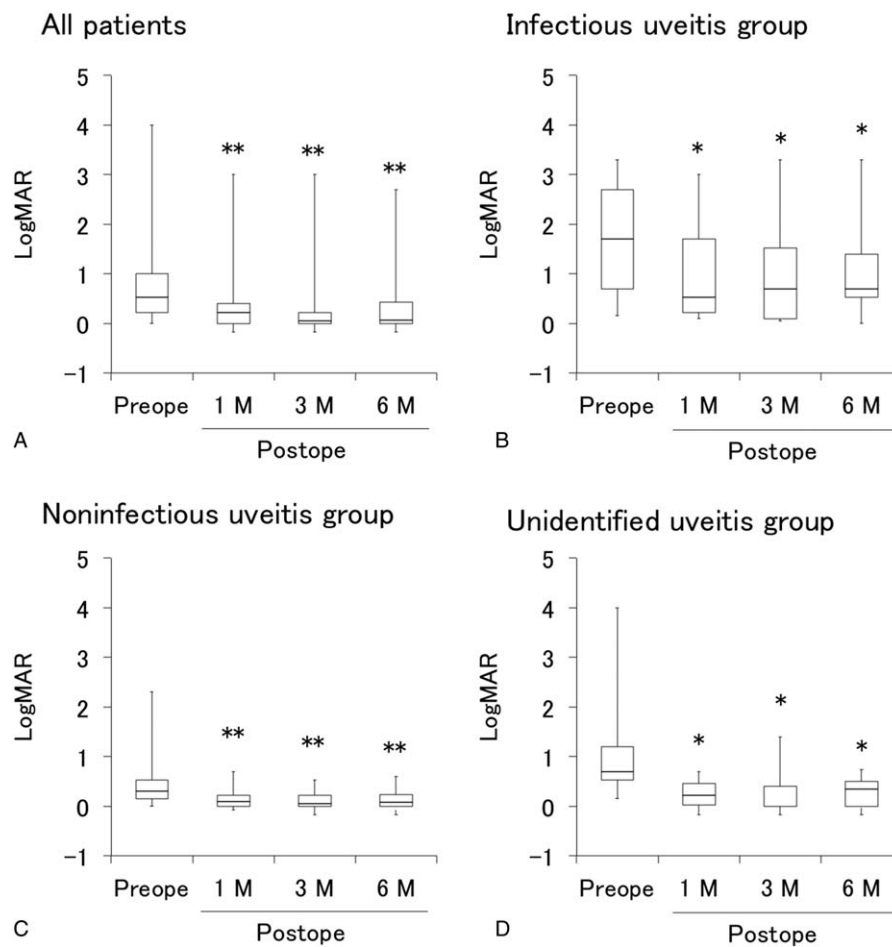 All patients
5
4
3
2
1
0
-1
LogMAR
** ** **
Preope 1 M 3 M 6 M
Postope
A
Infectious uveitis group
5
4
3
2
1
0
-1
LogMAR
* * *
Preope 1 M 3 M 6 M
Postope
B
Noninfectious uveitis group
5
4
3
2
1
0
-1
LogMAR
** ** **
Preope 1 M 3 M 6 M
Postope
C
Unidentified uveitis group
5
4
3
2
1
0
-1
LogMAR
* * *
Preope 1 M 3 M 6 M
Postope
D